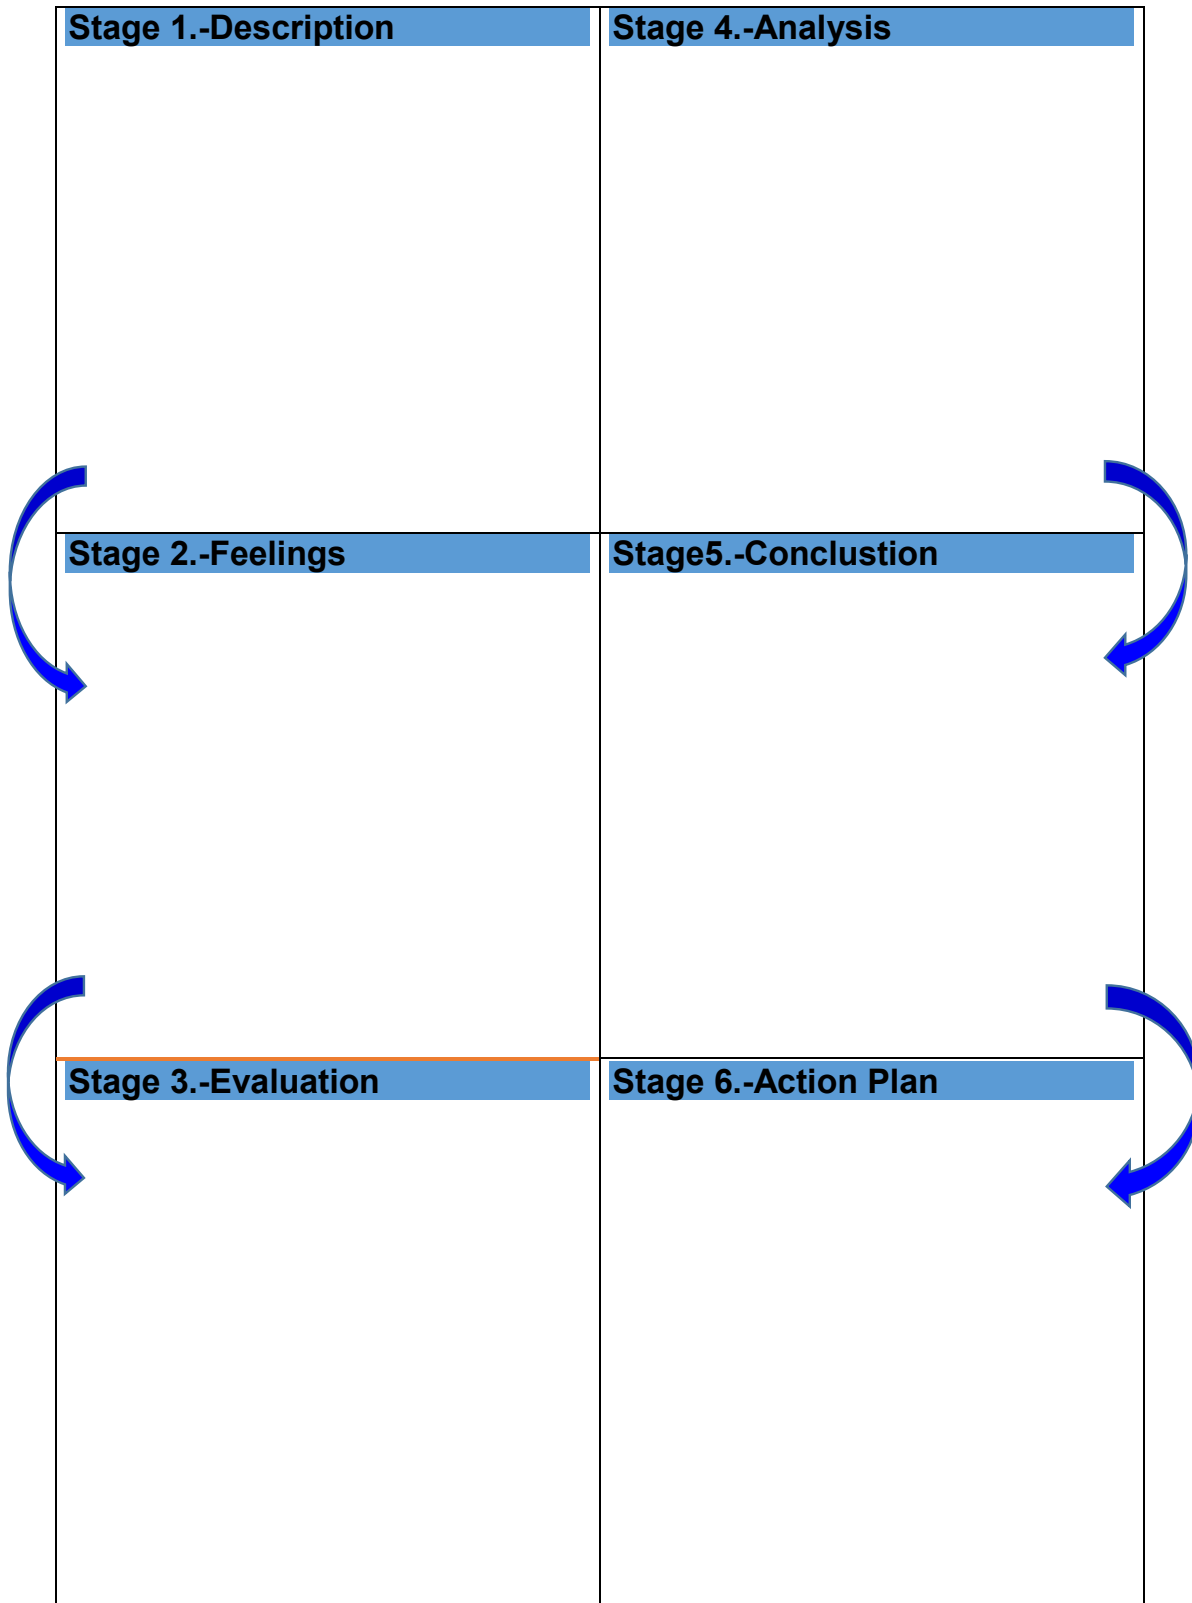 Stage 1.-Description
Stage 4.-Analysis
Stage 2.-Feelings
Stage5.-Conclustion
Stage 3.-Evaluation
Stage 6.-Action Plan